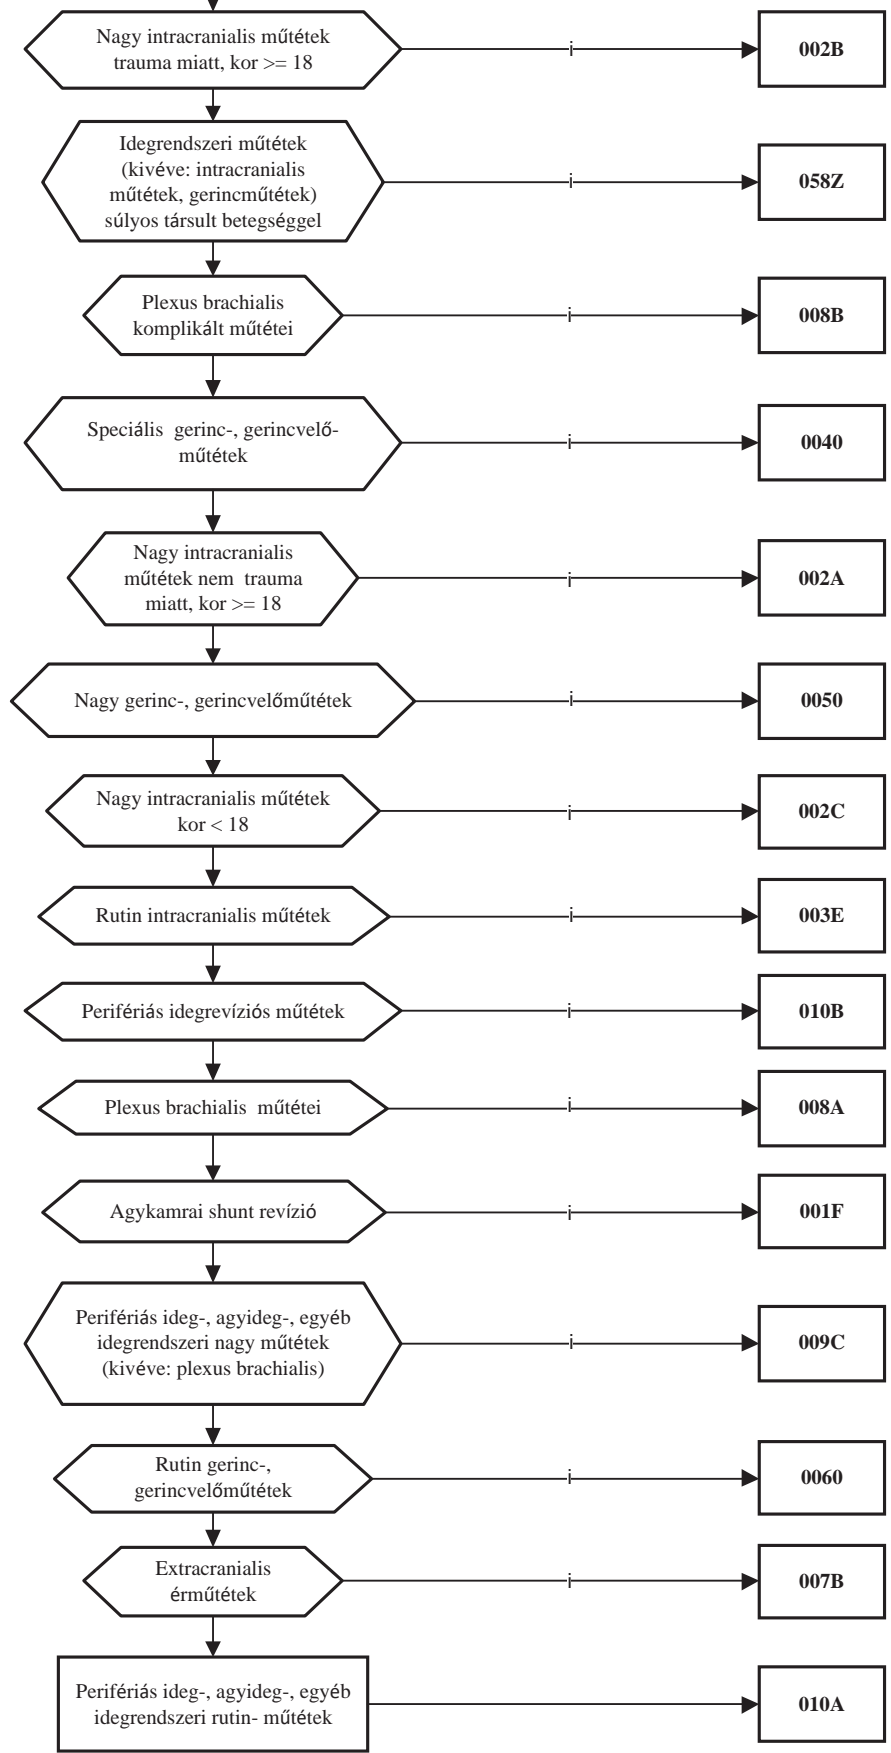 Nagy intracranialis műtétek
trauma miatt, kor >= 18
i
002B
Idegrendszeri műtétek
(kivéve: intracranialis
műtétek, gerincműtétek)
súlyos társult betegséggel
i
058Z
Plexus brachialis
komplikált műtétei
i
008B
Speciális gerinc-, gerincvelő-
műtétek
i
0040
Nagy intracranialis
műtétek nem trauma
miatt, kor >= 18
i
002A
Nagy gerinc-, gerincvelőműtétek
i
0050
Nagy intracranialis műtétek
kor < 18
i
002C
Rutin intracranialis műtétek
i
003E
Perifériás idegrevíziós műtétek
i
010B
Plexus brachialis műtétei
i
008A
Agykamrai shunt revízió
i
001F
Perifériás ideg-, agyideg-, egyéb
idegrendszeri nagy műtétek
(kivéve: plexus brachialis)
i
009C
Rutin gerinc-,
gerincvelőműtétek
i
0060
Extracranialis
érműtétek
i
007B
Perifériás ideg-, agyideg-, egyéb
idegrendszeri rutin- műtétek
010A